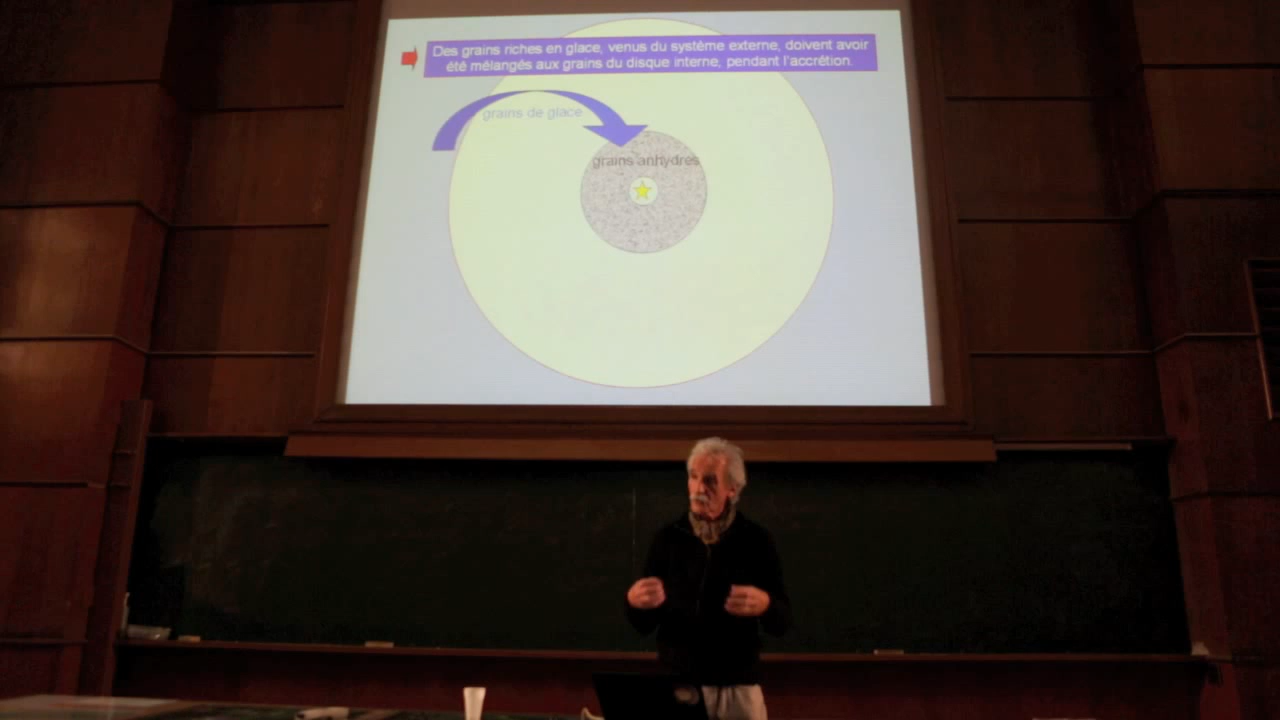 Des grains riches en glace, venus du système externe, doivent avoir
été mélangés aux grains du disque interne, pendant l'accrétion.
grains de glace
grains anhydres